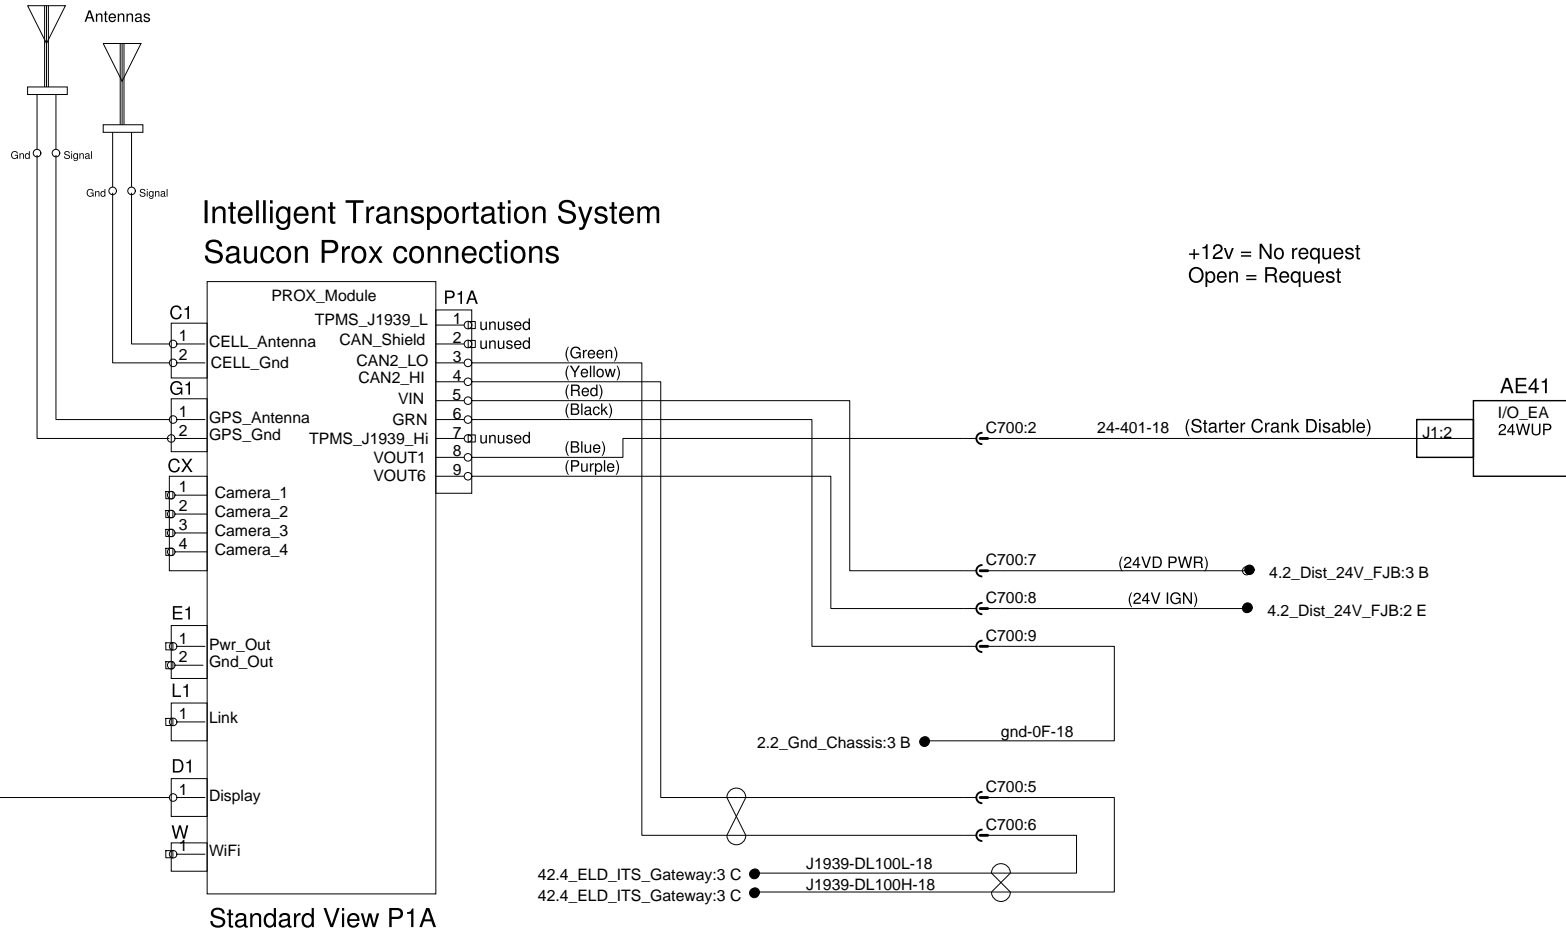 Antennas
Gnd
Signal
Gnd
Signal
Intelligent Transportation System
Saucon Prox connections
+12v = No request
Open = Request
PROX_Module
P1A
C1
1
CELL_Antenna
2
CELL_Gnd
G1
1
GPS_Antenna
2
GPS_Gnd
CX
1
Camera_1
2
Camera_2
3
Camera_3
4
Camera_4
E1
1
Pwr_Out
2
Gnd_Out
L1
1
Link
D1
1
Display
W
1
WiFi
TPMS_J1939_L 1 unused
CAN_Shield 2 unused
CAN2_LO 3 (Green)
CAN2_HI 4 (Yellow)
VIN 5 (Red)
GRN 6 (Black)
TPMS_J1939_Hi 7 unused
VOUT1 8 (Blue)
VOUT6 9 (Purple)
C700:2 24-401-18 (Starter Crank Disable) J1:2
AE41
I/O_EA
24WUP
C700:7 (24VD PWR) 4.2_Dist_24V_FJB:3 B
C700:8 (24V IGN) 4.2_Dist_24V_FJB:2 E
C700:9
2.2_Gnd_Chassis:3 B gnd-0F-18
C700:5
C700:6
42.4_ELD_ITS_Gateway:3 C J1939-DL100L-18
42.4_ELD_ITS_Gateway:3 C J1939-DL100H-18
Standard View P1A